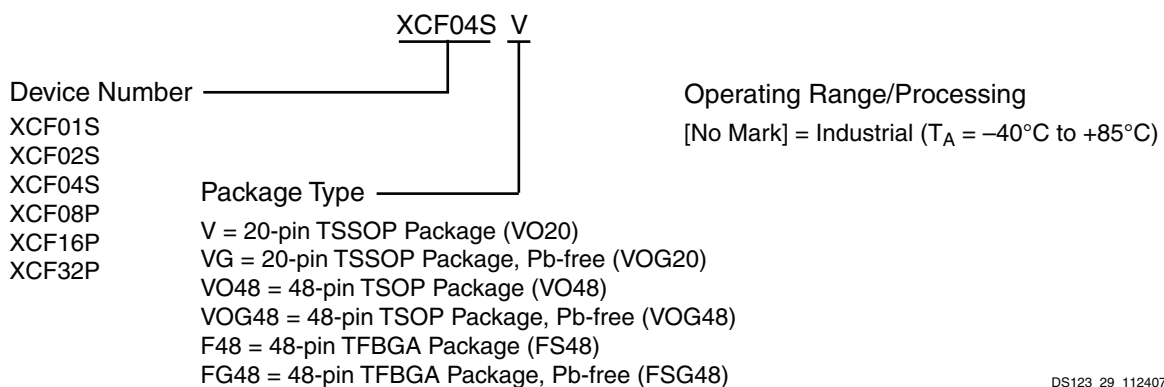 XCF04S V
Device Number
XCF01S
XCF02S
XCF04S
XCF08P
XCF16P
XCF32P
Package Type
V = 20-pin TSSOP Package (VO20)
VG = 20-pin TSSOP Package, Pb-free (VOG20)
VO48 = 48-pin TSOP Package (VO48)
VOG48 = 48-pin TSOP Package, Pb-free (VOG48)
F48 = 48-pin TFBGA Package (FS48)
FG48 = 48-pin TFBGA Package, Pb-free (FSG48)
Operating Range/Processing
[No Mark] = Industrial (TA = –40°C to +85°C)
DS123_29_112407